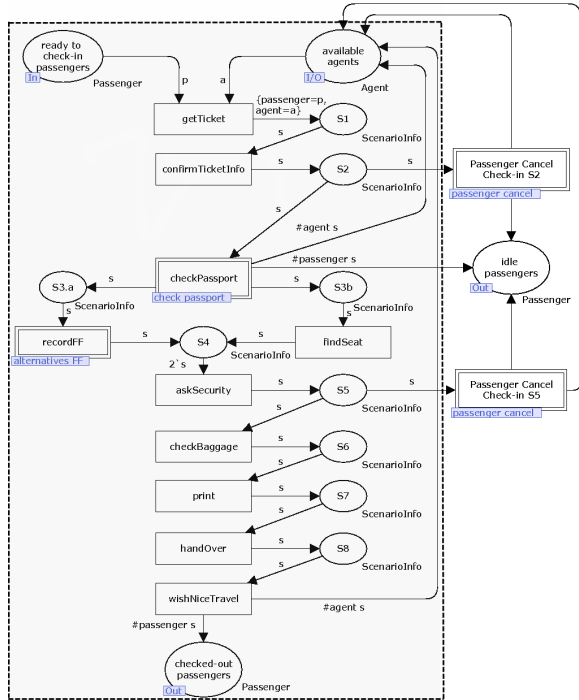 ready to
check-in
passengers
In
Passenger
available
agents
I/O
Agent
p
a
getTicket
{passenger=p,
agent=a}
S1
ScenarioInfo
s
confirmTicketInfo
s
S2
ScenarioInfo
s
Passenger Cancel
Check-in S2
passenger cancel
s
#agent s
checkPassport
check passport
#passenger s
idle
passengers
Out
Passenger
S3.a
s
ScenarioInfo
s
s
S3b
ScenarioInfo
s
recordFF
alternatives FF
s
S4
ScenarioInfo
s
findSeat
2`s
askSecurity
s
S5
ScenarioInfo
s
Passenger Cancel
Check-in S5
passenger cancel
s
checkBaggage
s
S6
ScenarioInfo
s
print
s
S7
ScenarioInfo
s
handOver
s
S8
ScenarioInfo
s
wishNiceTravel
#agent s
#passenger s
checked-out
passengers
Out
Passenger